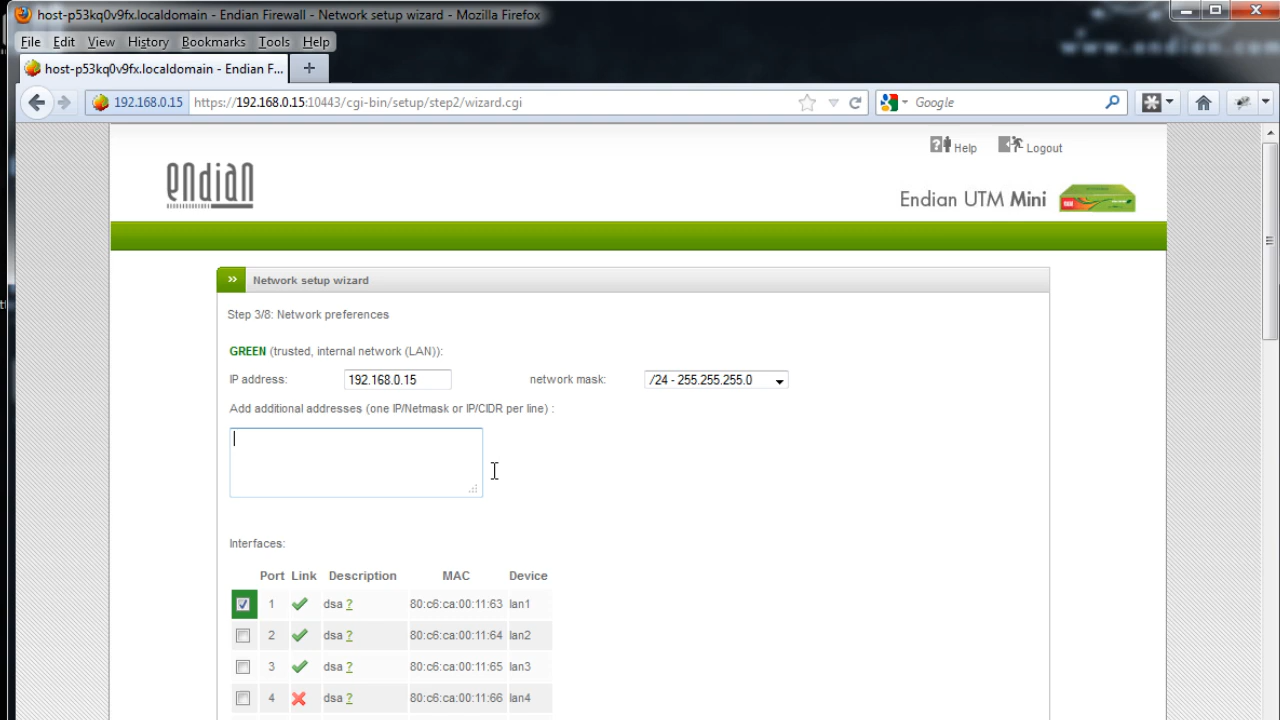 host-p53kq0v9fx.localdomain - Endian Firewall - Network setup wizard - Mozilla Firefox
File Edit View History Bookmarks Tools Help
www.endian.com
host-p53kq0v9fx.localdomain - Endian F...
192.168.0.15 https://192.168.0.15:10443/cgi-bin/setup/step2/wizard.cgi Google
Help Logout
endian
Endian UTM Mini
Network setup wizard
Step 3/8: Network preferences
GREEN (trusted, internal network (LAN)):
IP address: 192.168.0.15 network mask: /24 - 255.255.255.0
Add additional addresses (one IP/Netmask or IP/CIDR per line) :
Interfaces:
Port Link Description MAC Device
1 dsa ? 80:c6:ca:00:11:63 lan1
2 dsa ? 80:c6:ca:00:11:64 lan2
3 dsa ? 80:c6:ca:00:11:65 lan3
4 dsa ? 80:c6:ca:00:11:66 lan4